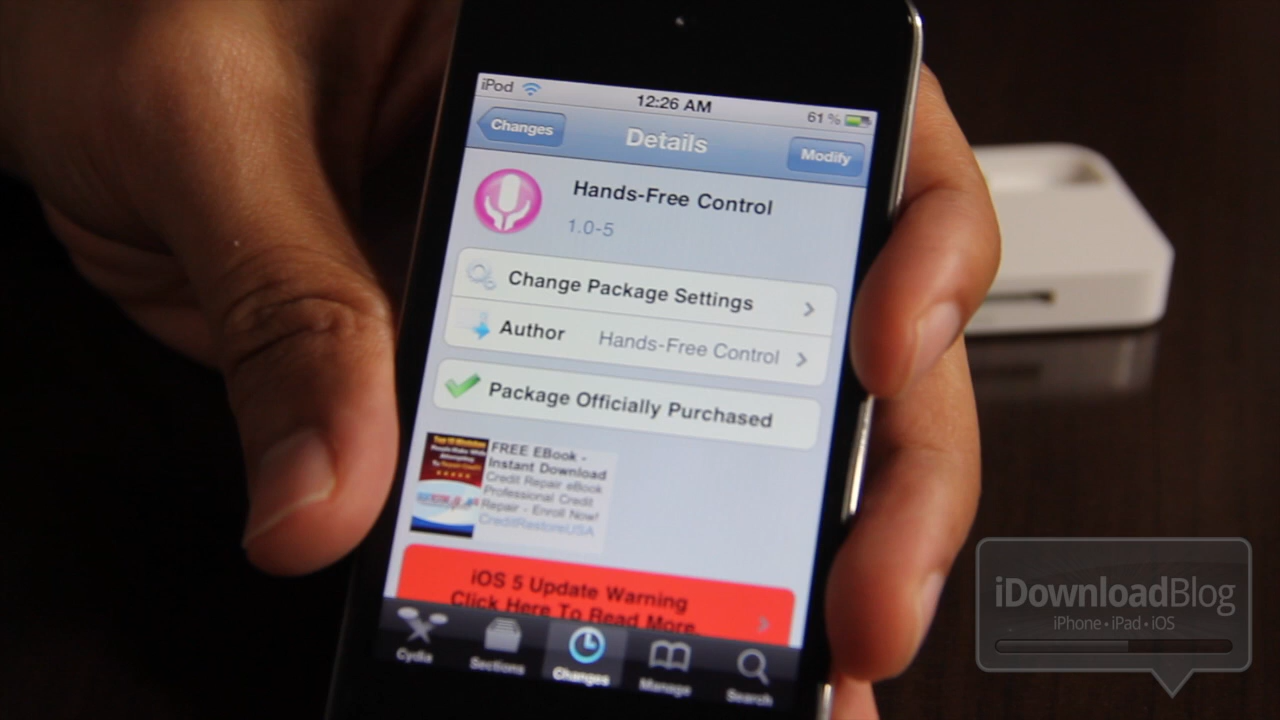 iPod 12:26 AM 61%
Changes Details Modify
Hands-Free Control
1.0-5
Change Package Settings
Author Hands-Free Control
Package Officially Purchased
FREE EBook -
Instant Download
Credit Repair eBook
Professional Credit
Repair - Enroll Now!
CreditRestoreUSA
iOS 5 Update Warning
Click Here To Read More.
Cydia Sections Changes Manage Search
iDownloadBlog
iPhone • iPad • iOS